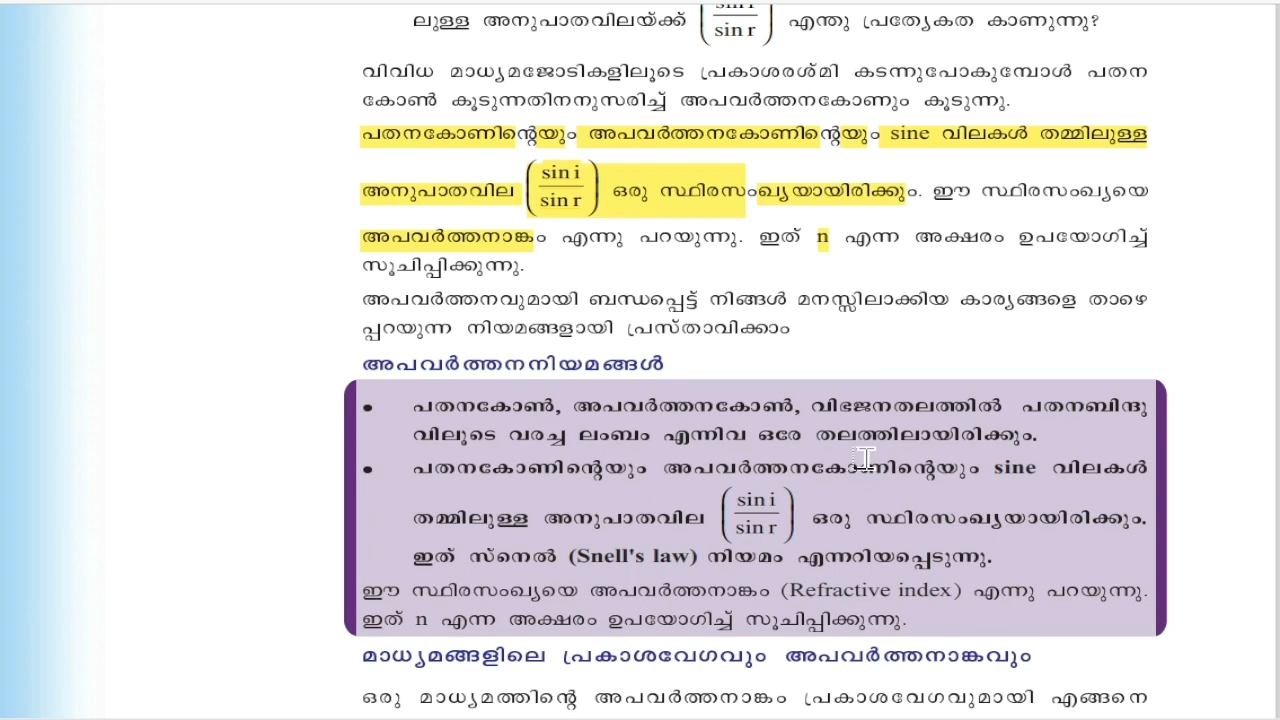 ലുള്ള അനുപാതവിലയ്ക്ക് (sin i / sin r) എന്തു പ്രത്യേകത കാണുന്നു?
വിവിധ മാധ്യമജോടികളിലൂടെ പ്രകാശരശ്മി കടന്നുപോകുമ്പോൾ പതന
കോൺ കൂടുന്നതിനനുസരിച്ച് അപവർത്തനകോണും കൂടുന്നു.
പതനകോണിന്റെയും അപവർത്തനകോണിന്റെയും sine വിലകൾ തമ്മിലുള്ള
അനുപാതവില (sin i / sin r) ഒരു സ്ഥിരസംഖ്യയായിരിക്കും. ഈ സ്ഥിരസംഖ്യയെ
അപവർത്തനാങ്കം എന്നു പറയുന്നു. ഇത് n എന്ന അക്ഷരം ഉപയോഗിച്ച്
സൂചിപ്പിക്കുന്നു.
അപവർത്തനവുമായി ബന്ധപ്പെട്ട് നിങ്ങൾ മനസ്സിലാക്കിയ കാര്യങ്ങളെ താഴെ
പ്പറയുന്ന നിയമങ്ങളായി പ്രസ്താവിക്കാം
അപവർത്തനനിയമങ്ങൾ
• പതനകോൺ, അപവർത്തനകോൺ, വിഭജനതലത്തിൽ പതനബിന്ദു
വിലൂടെ വരച്ച ലംബം എന്നിവ ഒരേ തലത്തിലായിരിക്കും.
• പതനകോണിന്റെയും അപവർത്തനകോണിന്റെയും sine വിലകൾ
തമ്മിലുള്ള അനുപാതവില (sin i / sin r) ഒരു സ്ഥിരസംഖ്യയായിരിക്കും.
ഇത് സ്നെൽ (Snell's law) നിയമം എന്നറിയപ്പെടുന്നു.
ഈ സ്ഥിരസംഖ്യയെ അപവർത്തനാങ്കം (Refractive index) എന്നു പറയുന്നു.
ഇത് n എന്ന അക്ഷരം ഉപയോഗിച്ച് സൂചിപ്പിക്കുന്നു.
മാധ്യമങ്ങളിലെ പ്രകാശവേഗവും അപവർത്തനാങ്കവും
ഒരു മാധ്യമത്തിന്റെ അപവർത്തനാങ്കം പ്രകാശവേഗവുമായി എങ്ങനെ